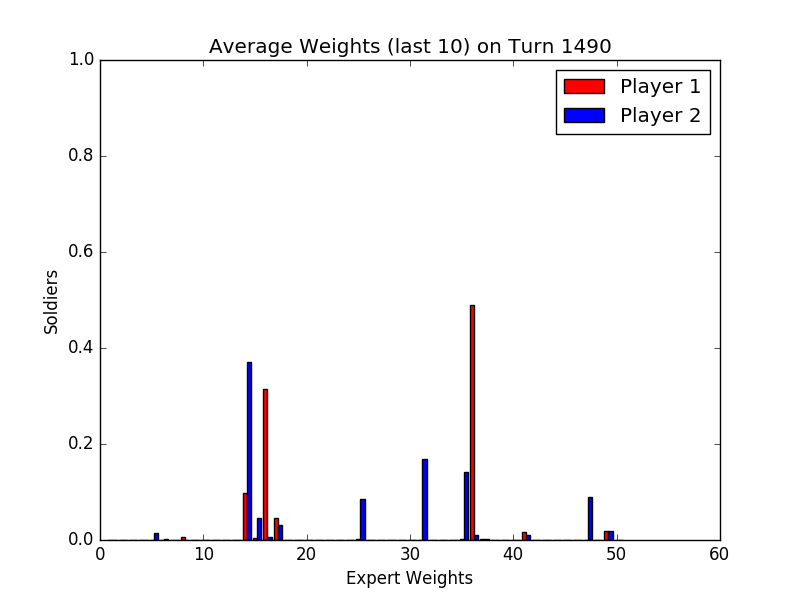 Average Weights (last 10) on Turn 1490
1.0
Player 1
Player 2
0.8
0.6
Soldiers
0.4
0.2
0.0
0 10 20 30 40 50 60
Expert Weights